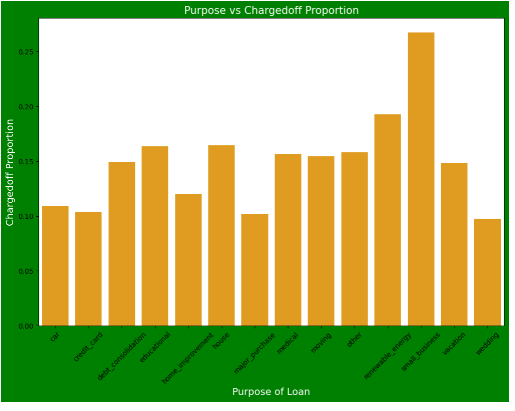 Purpose vs Chargedoff Proportion
Chargedoff Proportion
0.25
0.20
0.15
0.10
0.05
0.00
car
credit_card
debt_consolidation
educational
home_improvement
house
major_purchase
medical
moving
other
renewable_energy
small_business
vacation
wedding
Purpose of Loan